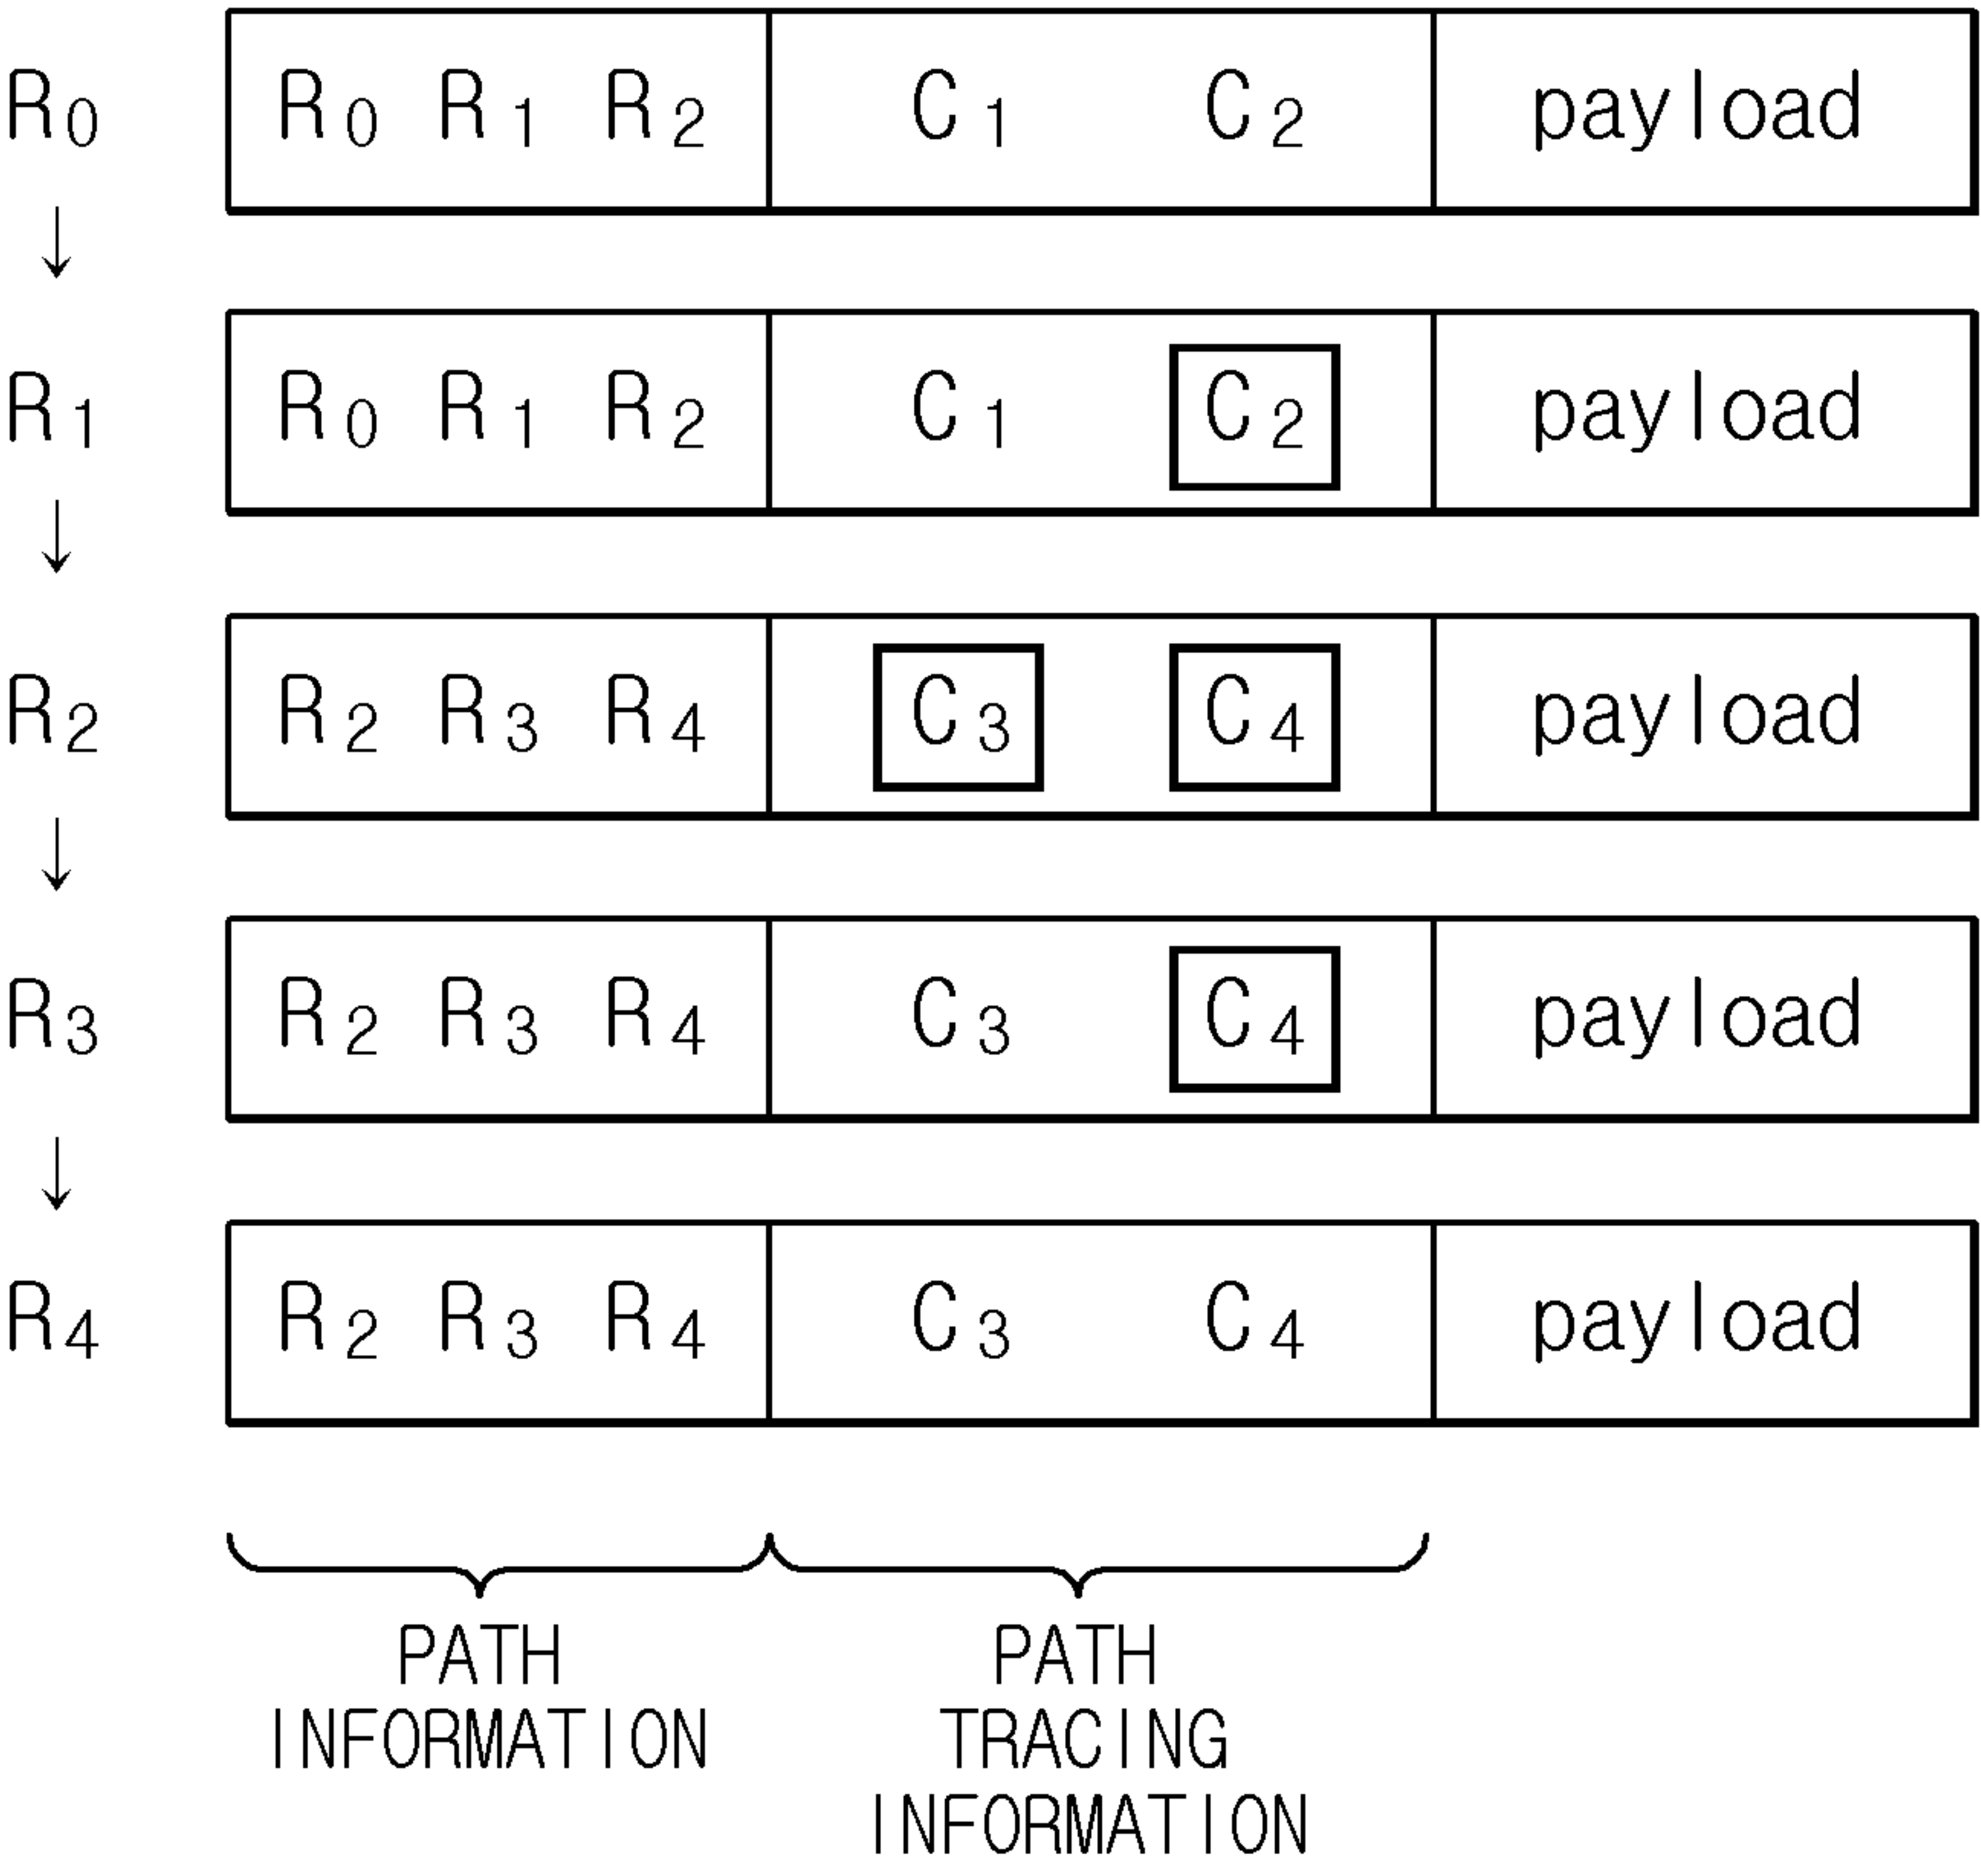 R0 R0 R1 R2 C1 C2 payload
↓
R1 R0 R1 R2 C1 C2 payload
↓
R2 R2 R3 R4 C3 C4 payload
↓
R3 R2 R3 R4 C3 C4 payload
↓
R4 R2 R3 R4 C3 C4 payload
PATH
INFORMATION
PATH
TRACING
INFORMATION